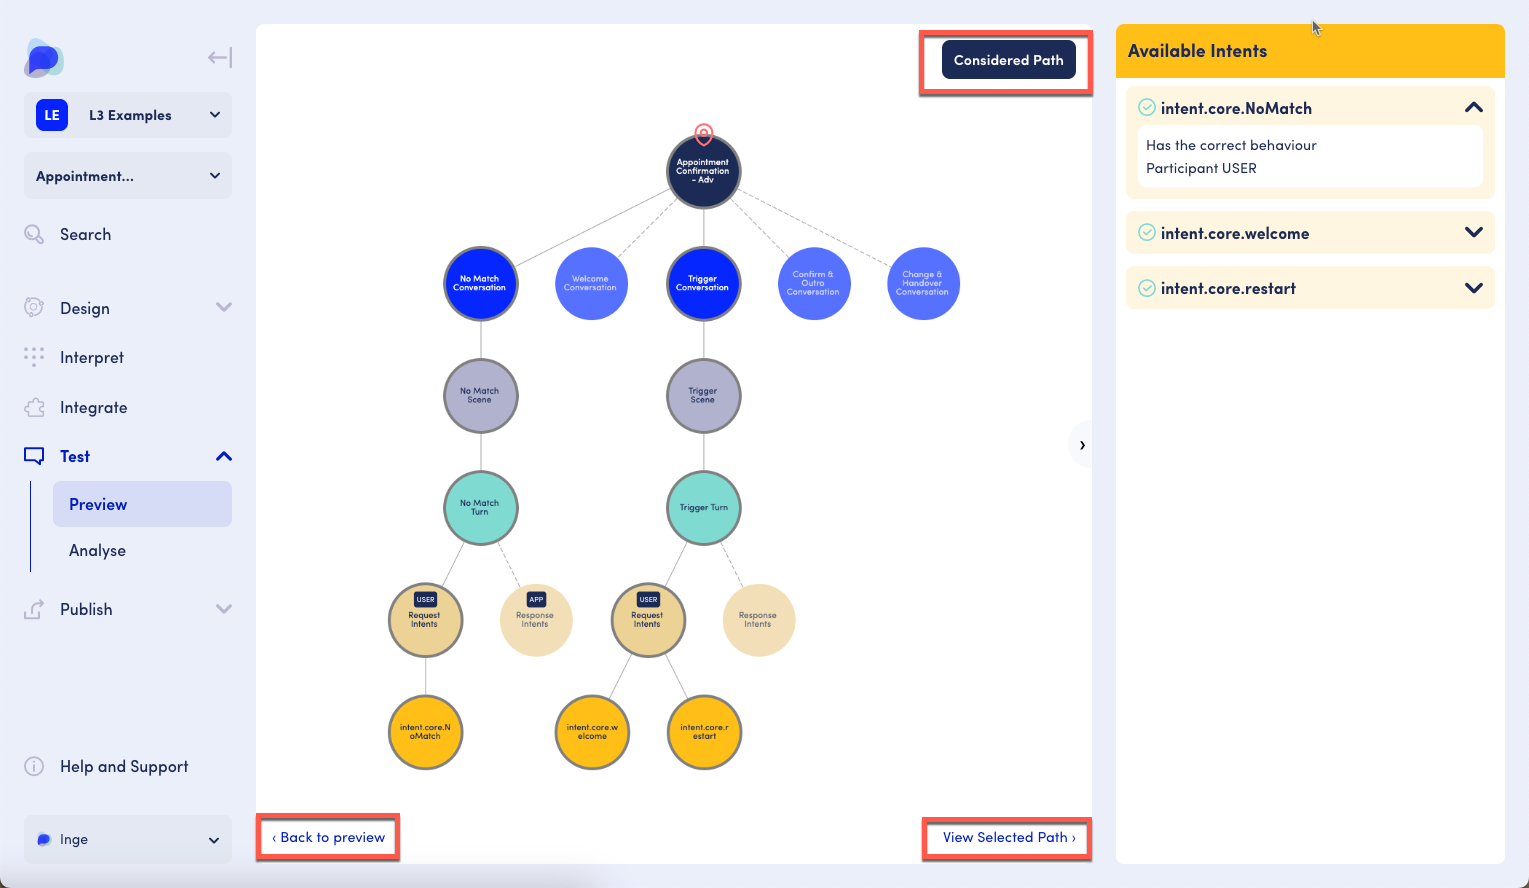 LE
L3 Examples
Appointment...
Search
Design
Interpret
Integrate
Test
Preview
Analyse
Publish
Help and Support
Inge
Considered Path
Appointment
Confirmation
- Adv
No Match
Conversation
Welcome
Conversation
Trigger
Conversation
Confirm &
Outro
Conversation
Change &
Handover
Conversation
No Match
Scene
Trigger
Scene
No Match
Turn
Trigger Turn
USER
Request
Intents
APP
Response
Intents
USER
Request
Intents
Response
Intents
intent.core.N
oMatch
intent.core.w
elcome
intent.core.r
estart
‹ Back to preview
View Selected Path ›
Available Intents
intent.core.NoMatch
Has the correct behaviour
Participant USER
intent.core.welcome
intent.core.restart